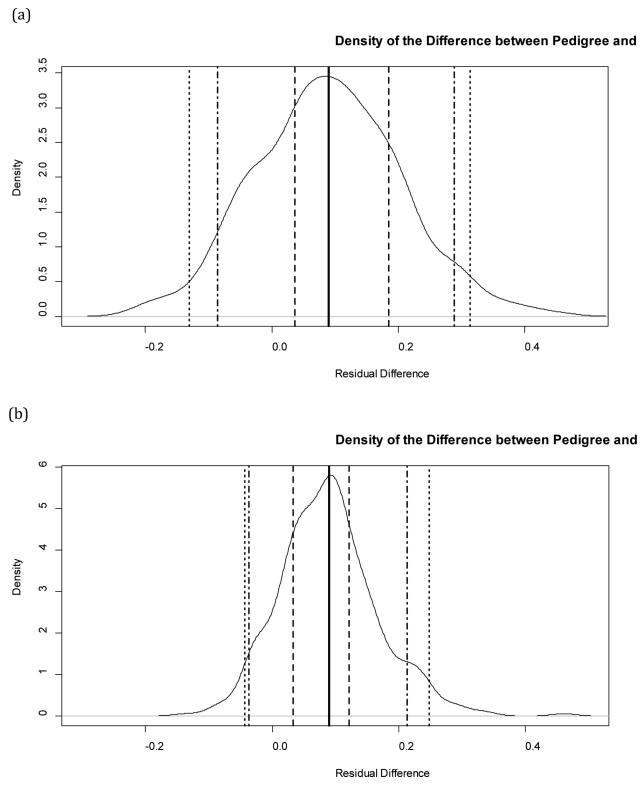 (a)
Density of the Difference between Pedigree and
3.5
3.0
2.5
2.0
1.5
1.0
0.5
0.0
Density
-0.2 0.0 0.2 0.4
Residual Difference
(b)
Density of the Difference between Pedigree and
6
5
4
3
2
1
0
Density
-0.2 0.0 0.2 0.4
Residual Difference